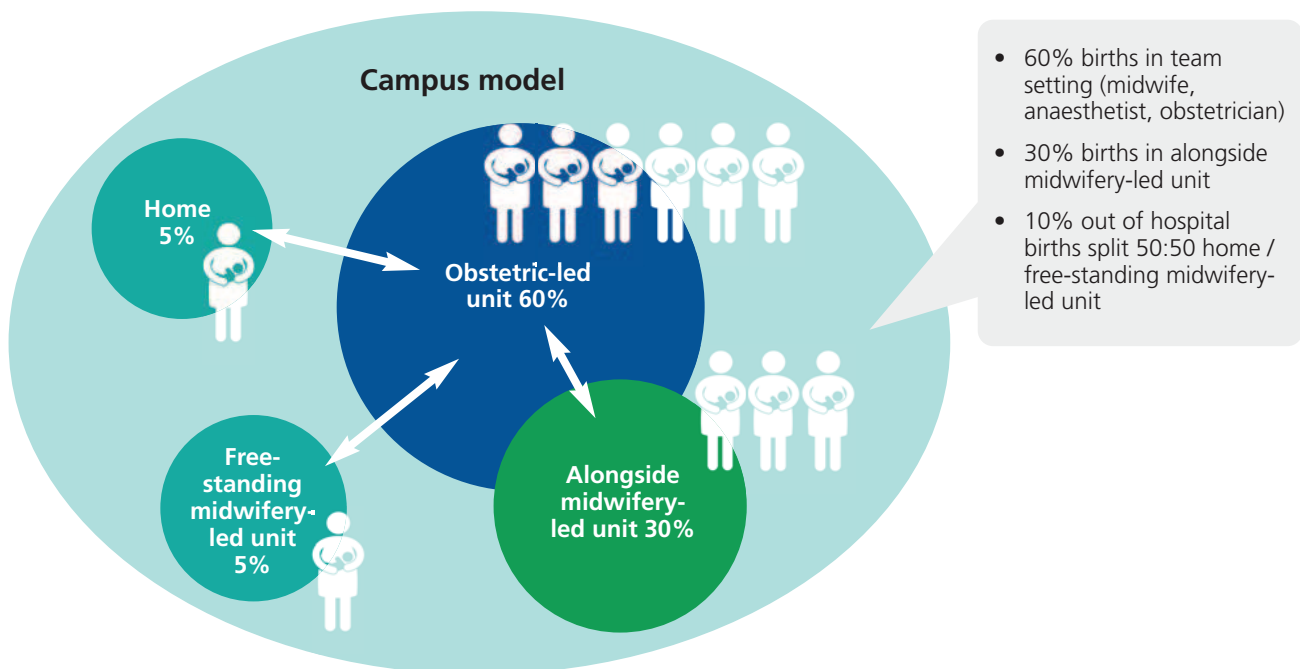 Campus model
Home
5%
Obstetric-led
unit 60%
Free-
standing
midwifery-
led unit
5%
Alongside
midwifery-
led unit 30%
• 60% births in team
setting (midwife,
anaesthetist, obstetrician)
• 30% births in alongside
midwifery-led unit
• 10% out of hospital
births split 50:50 home /
free-standing midwifery-
led unit